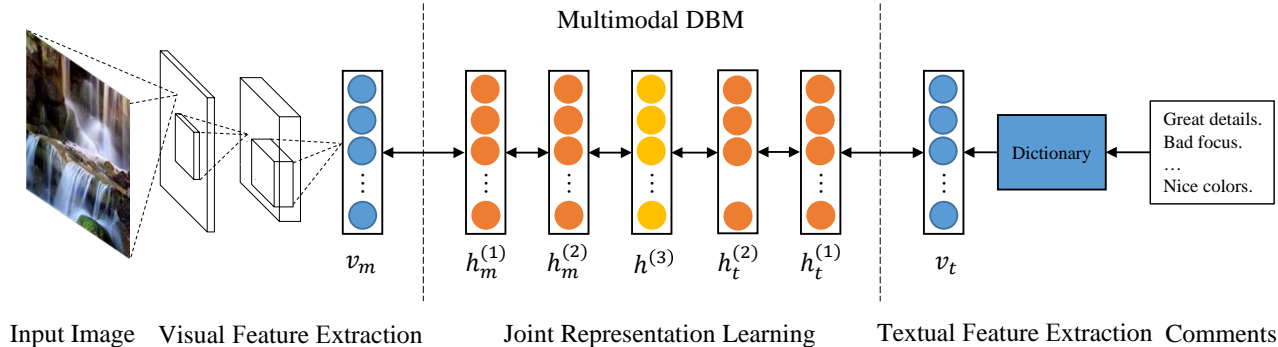 Multimodal DBM
Great details.
Bad focus.
…
Nice colors.
Dictionary
v_m
h_m^{(1)}
h_m^{(2)}
h^{(3)}
h_t^{(2)}
h_t^{(1)}
v_t
Input Image
Visual Feature Extraction
Joint Representation Learning
Textual Feature Extraction
Comments